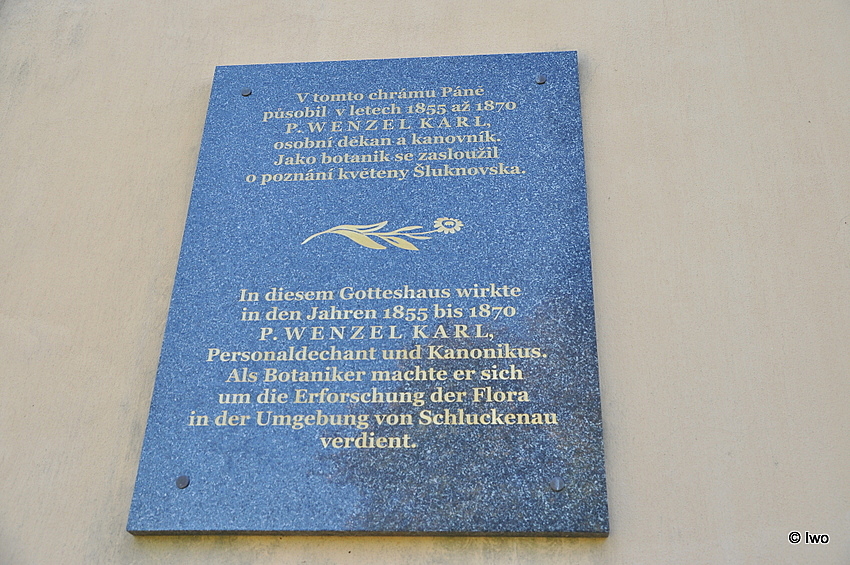 V tomto chrámu Páně
působil v letech 1855 až 1870
P. WENZEL KARL,
osobní děkan a kanovník.
Jako botanik se zasloužil
o poznání květeny Šluknovska.
In diesem Gotteshaus wirkte
in den Jahren 1855 bis 1870
P. WENZEL KARL,
Personaldechant und Kanonikus.
Als Botaniker machte er sich
um die Erforschung der Flora
in der Umgebung von Schluckenau
verdient.
© Iwo